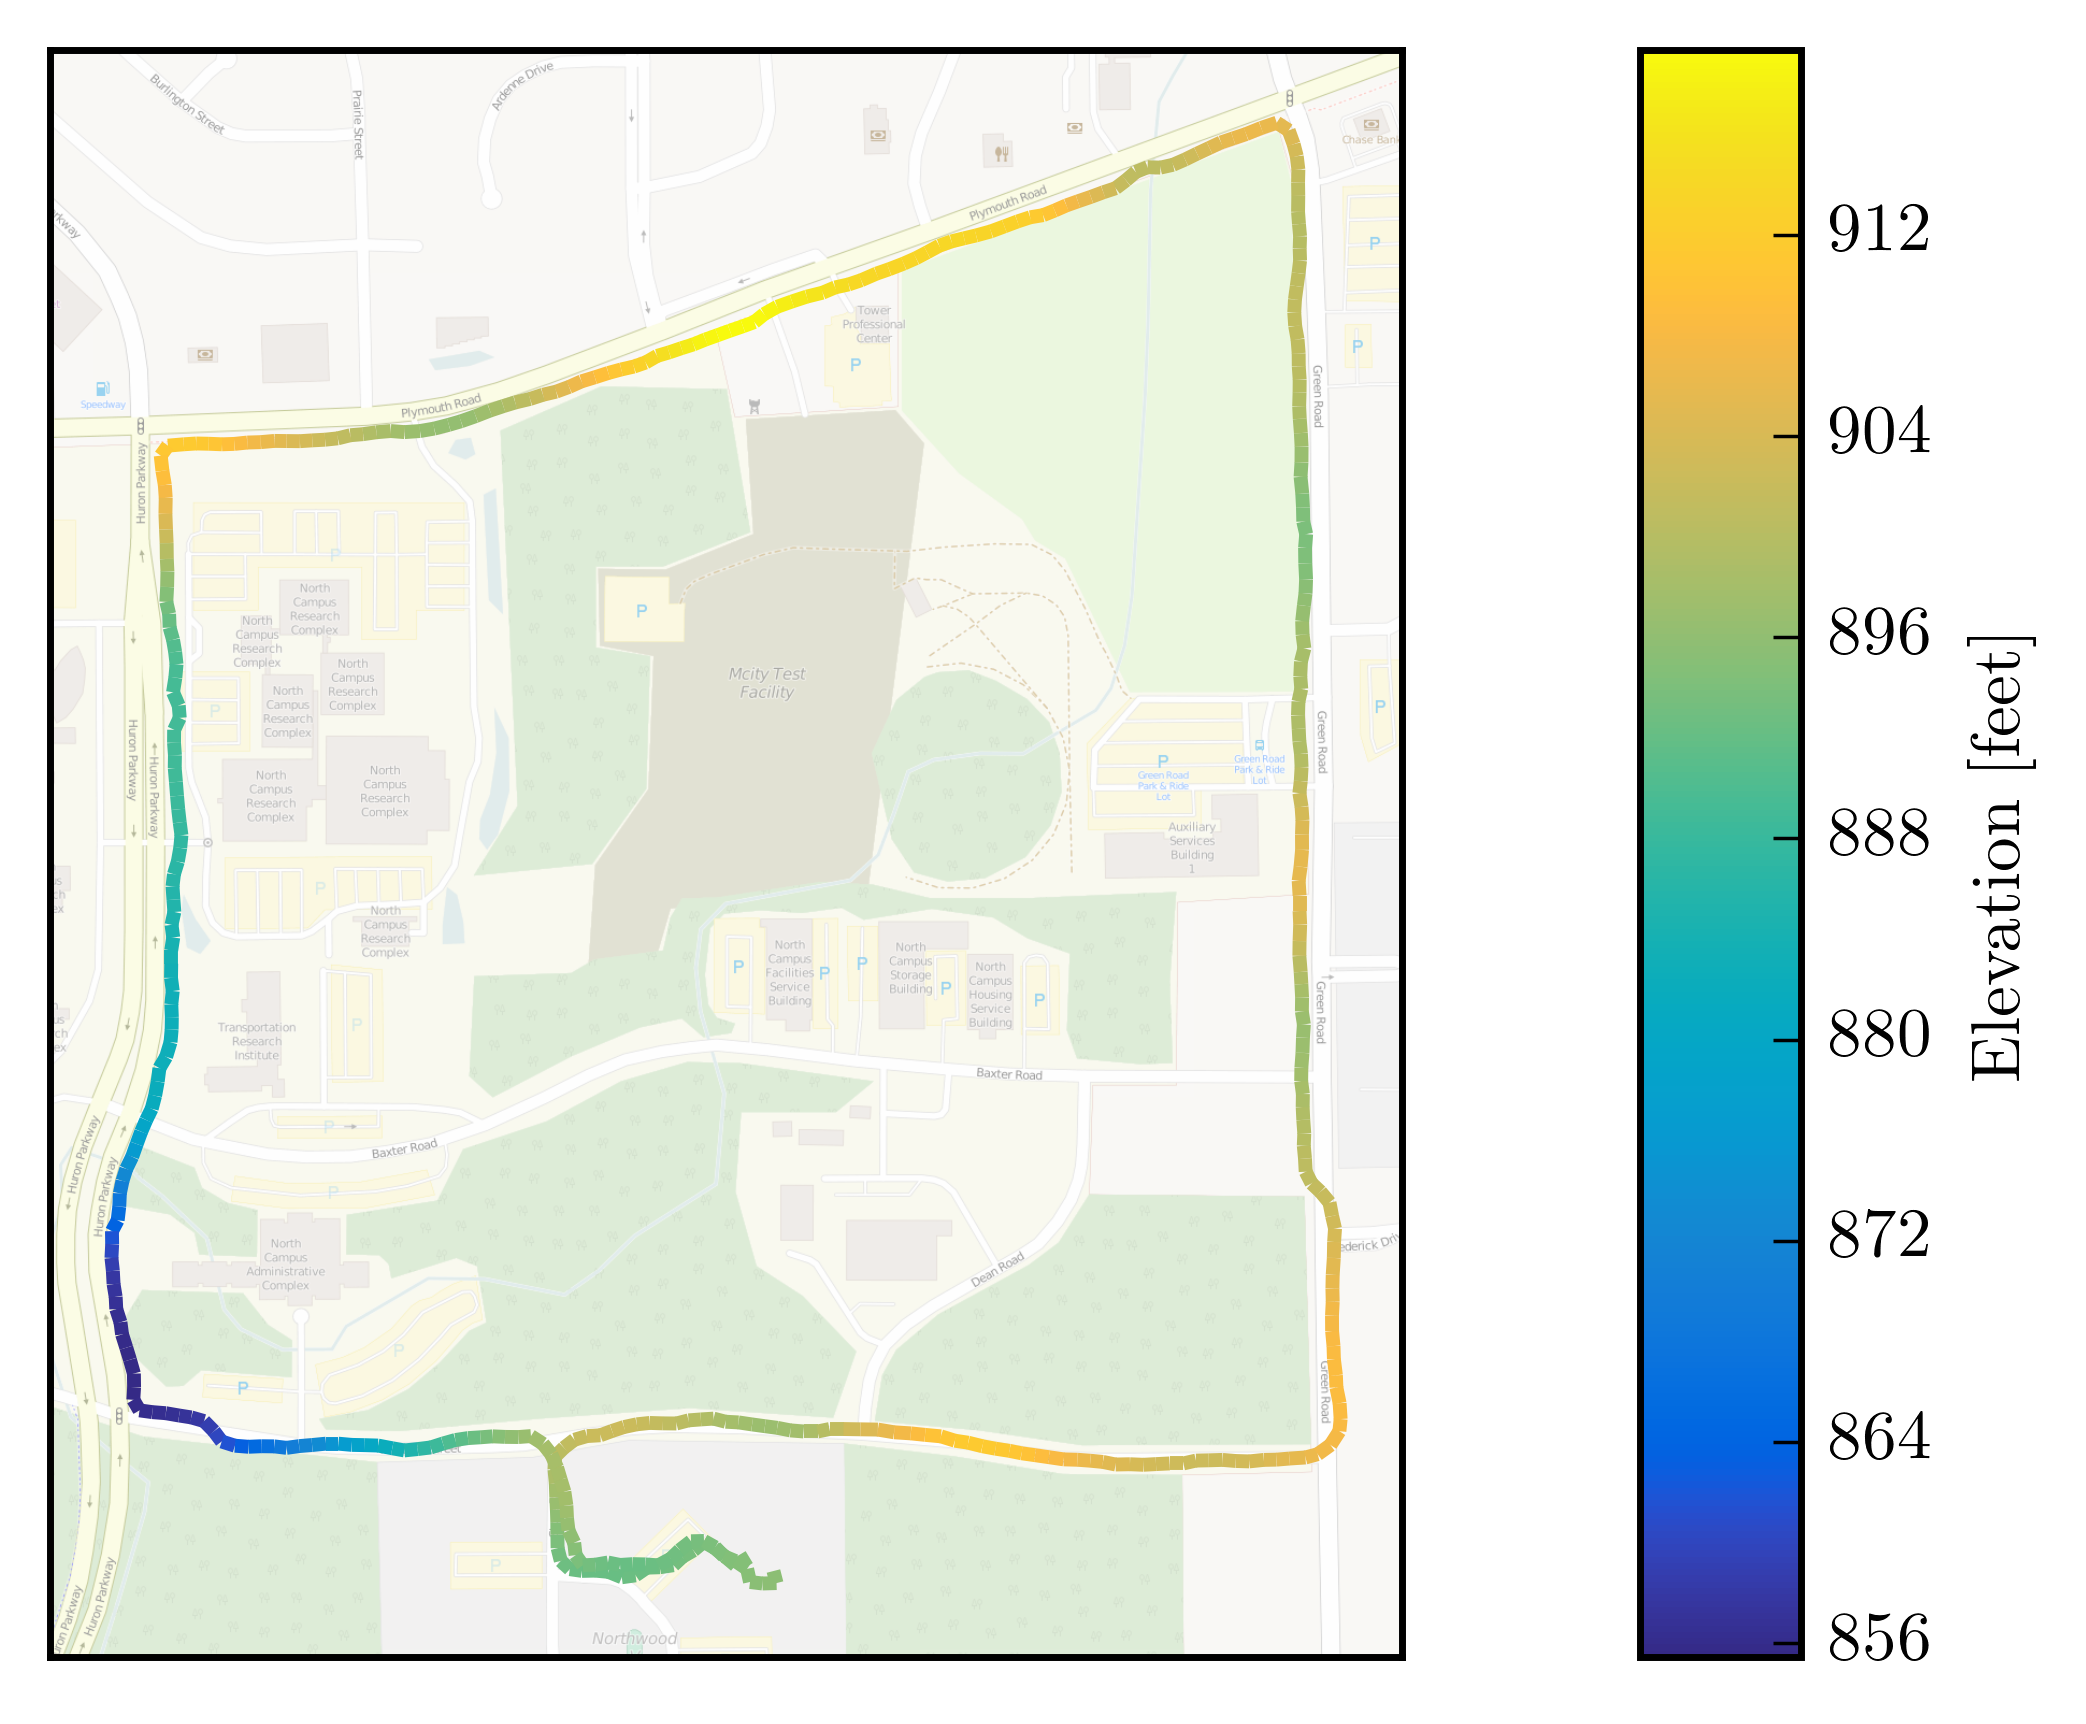 Burlington Street
Prairie Street
Ardenne Drive
Plymouth Road
Chase Bank
Speedway
Plymouth Road
Tower
Professional
Center
P
P
P
Green Road
Huron Parkway
P
North
Campus
Research
Complex
North
Campus
Research
Complex
North
Campus
Research
Complex
North
Campus
Research
Complex
P
P
Mcity Test
Facility
P
Green Road
Huron Parkway
Huron Parkway
North
Campus
Research
Complex
North
Campus
Research
Complex
P
Green Road
Park & Ride
Lot
Green Road
Park & Ride
Lot
Auxiliary
Services
Building
1
P
North
Campus
Research
Complex
North
Campus
Facilities
Service
Building
North
Campus
Storage
Building
North
Campus
Housing
Service
Building
P
P
P
P
P
Green Road
Transportation
Research
Institute
P
Baxter Road
P
Baxter Road
Huron Parkway
Huron Parkway
P
North
Campus
Administrative
Complex
Dean Road
P
P
Green Road
P
Northwood
Huron Parkway
912
904
896
888
880
872
864
856
Elevation [feet]